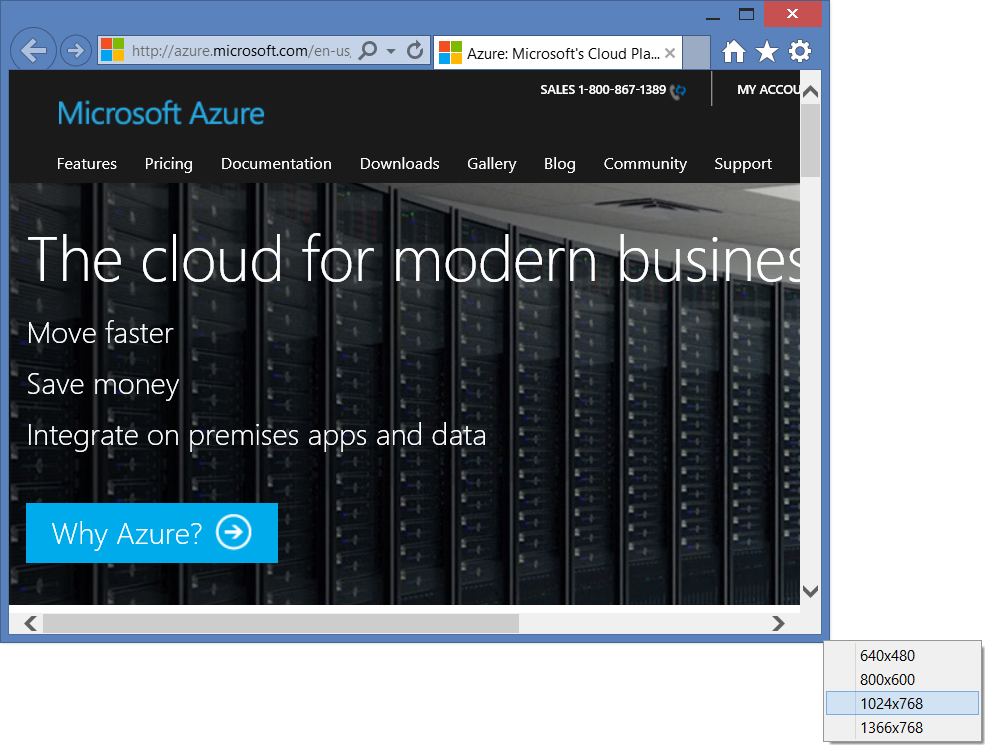 http://azure.microsoft.com/en-us,
Azure: Microsoft's Cloud Pla...
SALES 1-800-867-1389
MY ACCOU
Microsoft Azure
Features Pricing Documentation Downloads Gallery Blog Community Support
The cloud for modern busines
Move faster
Save money
Integrate on premises apps and data
Why Azure?
640x480
800x600
1024x768
1366x768